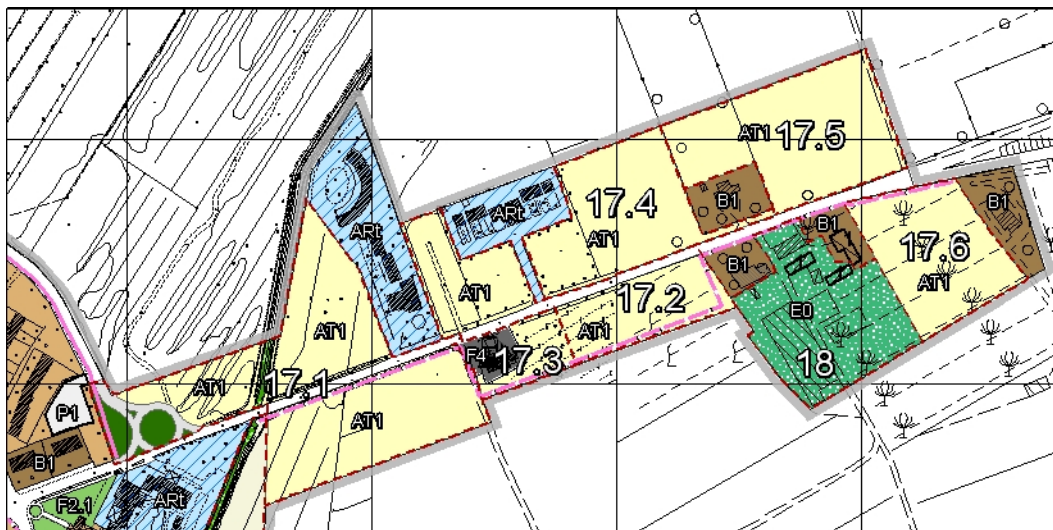 AT1 17.5
B1
17.4
ARt
AT1
B1
ARt
17.6
AT1
B1
AT1
17.2
E0
AT1
AT1
F4
17.3
18
AT1
17.1
P1
AT1
B1
ARt
F2.1